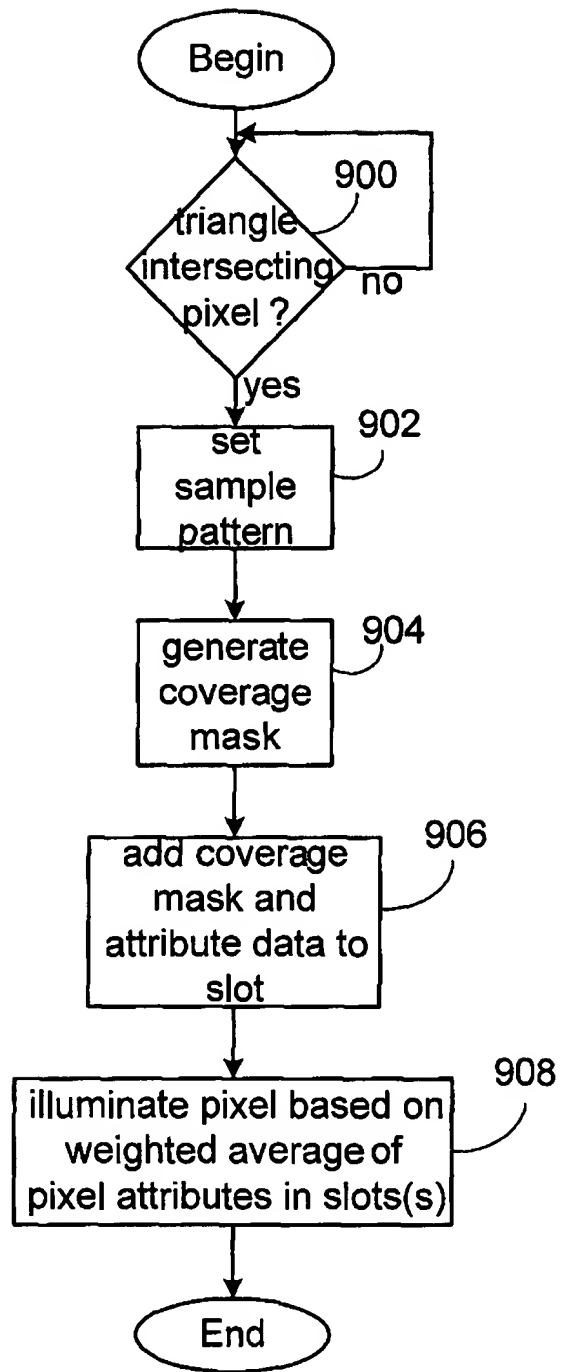 Begin
900
triangle
intersecting
pixel ?
no
yes
902
set
sample
pattern
904
generate
coverage
mask
906
add coverage
mask and
attribute data to
slot
908
illuminate pixel based on
weighted average of
pixel attributes in slots(s)
End